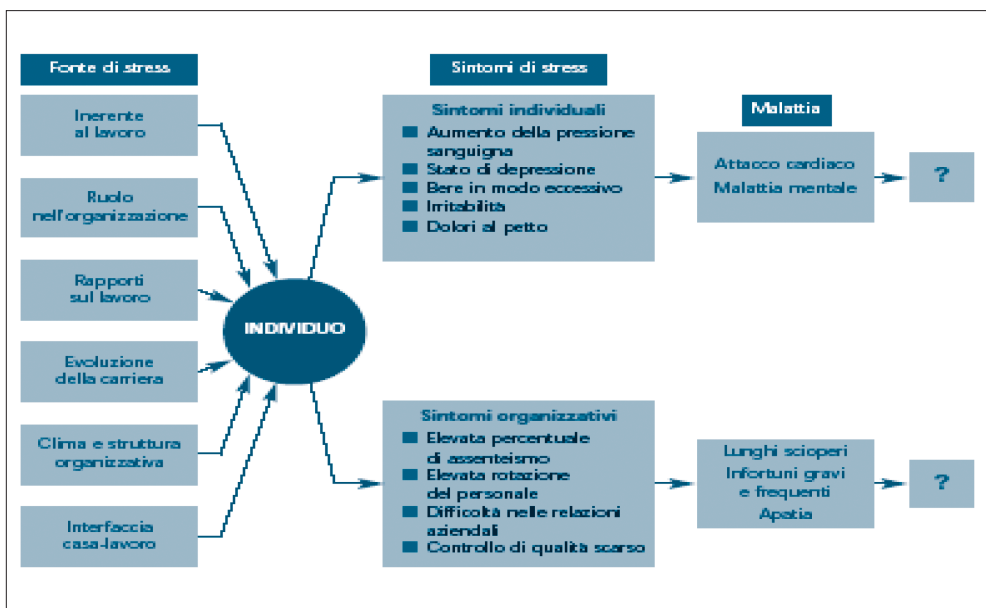 Fonte di stress
Inerente
al lavoro
Ruolo
nell'organizzazione
Rapporti
sul lavoro
Evoluzione
della carriera
Clima e struttura
organizzativa
Interfaccia
casa-lavoro
INDIVIDUO
Sintomi di stress
Sintomi individuali
Aumento della pressione
sanguigna
Stato di depressione
Bere in modo eccessivo
Irritabilità
Dolori al petto
Sintomi organizzativi
Elevata percentuale
di assenteismo
Elevata rotazione
del personale
Difficoltà nelle relazioni
aziendali
Controllo di qualità scarso
Malattia
Attacco cardiaco
Malattia mentale
?
Lunghi scioperi
Infortuni gravi
e frequenti
Apatia
?